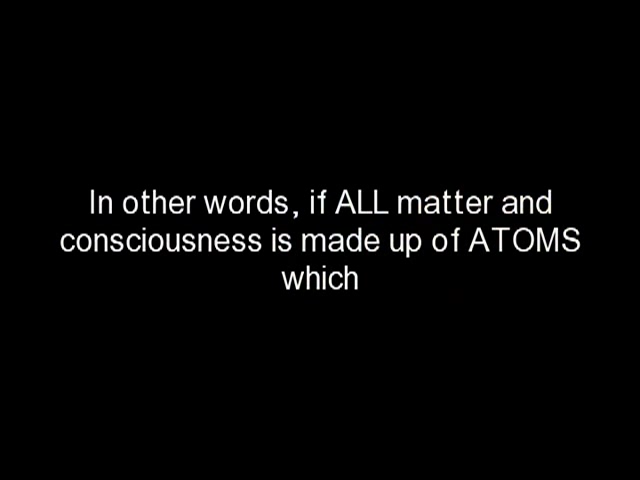 In other words, if ALL matter and
consciousness is made up of ATOMS
which